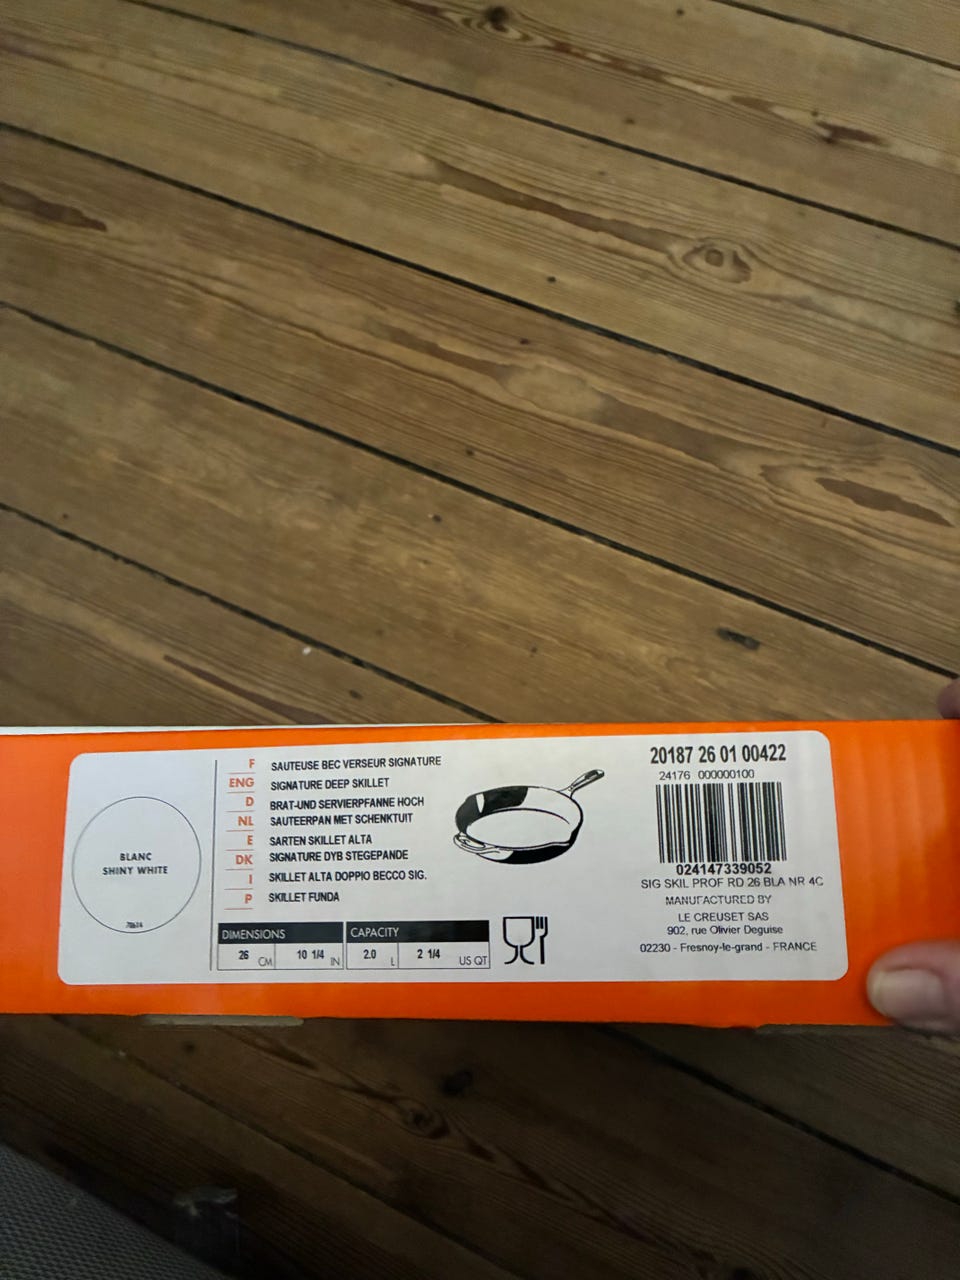 BLANC
SHINY WHITE
F SAUTEUSE BEC VERSEUR SIGNATURE
ENG SIGNATURE DEEP SKILLET
D BRAT-UND SERVIERPFANNE HOCH
NL SAUTEERPAN MET SCHENKTUIT
E SARTEN SKILLET ALTA
DK SIGNATURE DYB STEGEPANDE
I SKILLET ALTA DOPPIO BECCO SIG.
P SKILLET FUNDA
DIMENSIONS CAPACITY
26 CM 10 1/4 IN 2.0 L 2 1/4 US QT
20187 26 01 00422
24176 000000100
024147339052
SIG SKIL PROF RD 26 BLA NR 4C
MANUFACTURED BY
LE CREUSET SAS
902, rue Olivier Deguise
02230 - Fresnoy-le-grand - FRANCE